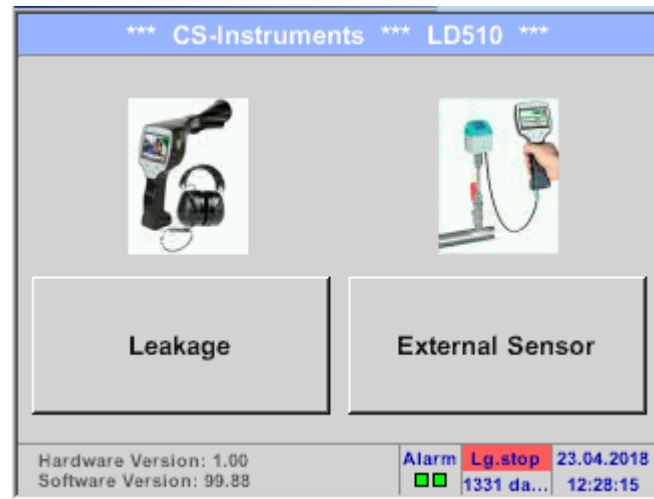 *** CS-Instruments *** LD510 ***
Leakage
External Sensor
Hardware Version: 1.00
Software Version: 99.88
Alarm
Lg.stop
1331 da...
23.04.2018
12:28:15